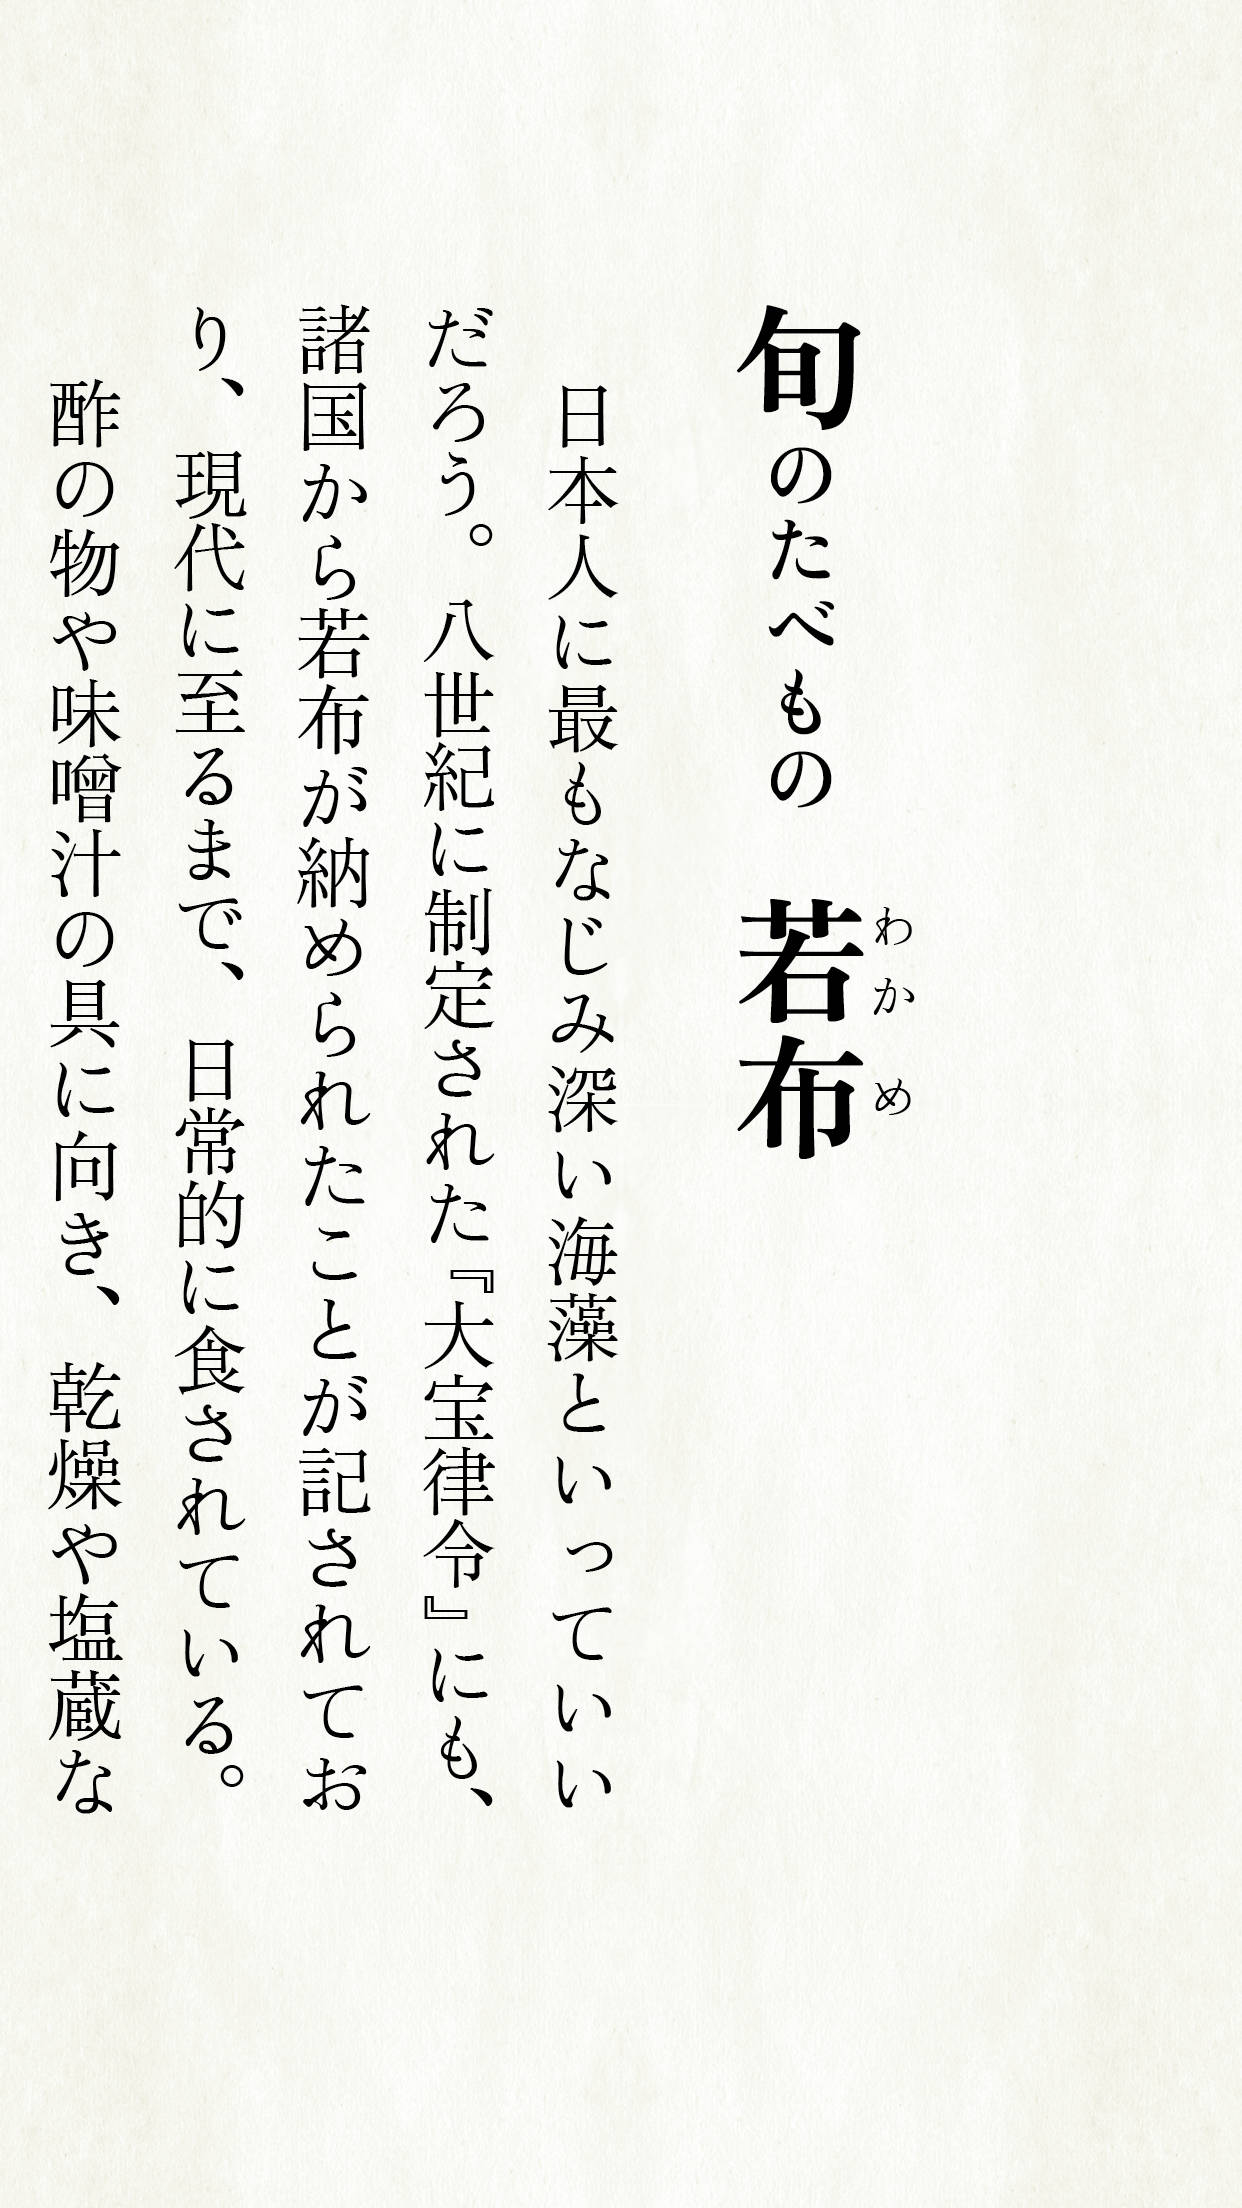 旬のたべもの　若布
わかめ
日本人に最もなじみ深い海藻といっていい
だろう。八世紀に制定された『大宝律令』にも、
諸国から若布が納められたことが記されてお
り、現代に至るまで、日常的に食されている。
酢の物や味噌汁の具に向き、乾燥や塩蔵な